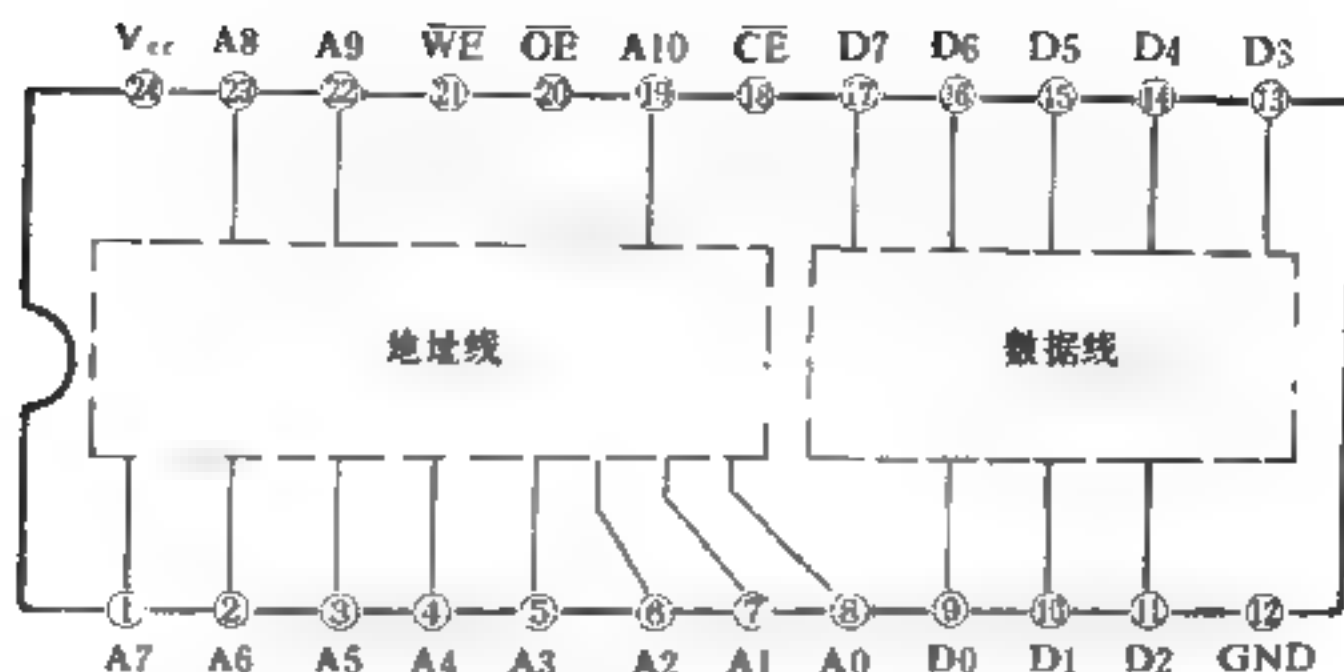 Vcc A8 A9 WE OE A10 CE D7 D6 D5 D4 D3
24 23 22 21 20 19 18 17 16 15 14 13
地址线 数据线
1 2 3 4 5 6 7 8 9 10 11 12
A7 A6 A5 A4 A3 A2 A1 A0 D0 D1 D2 GND